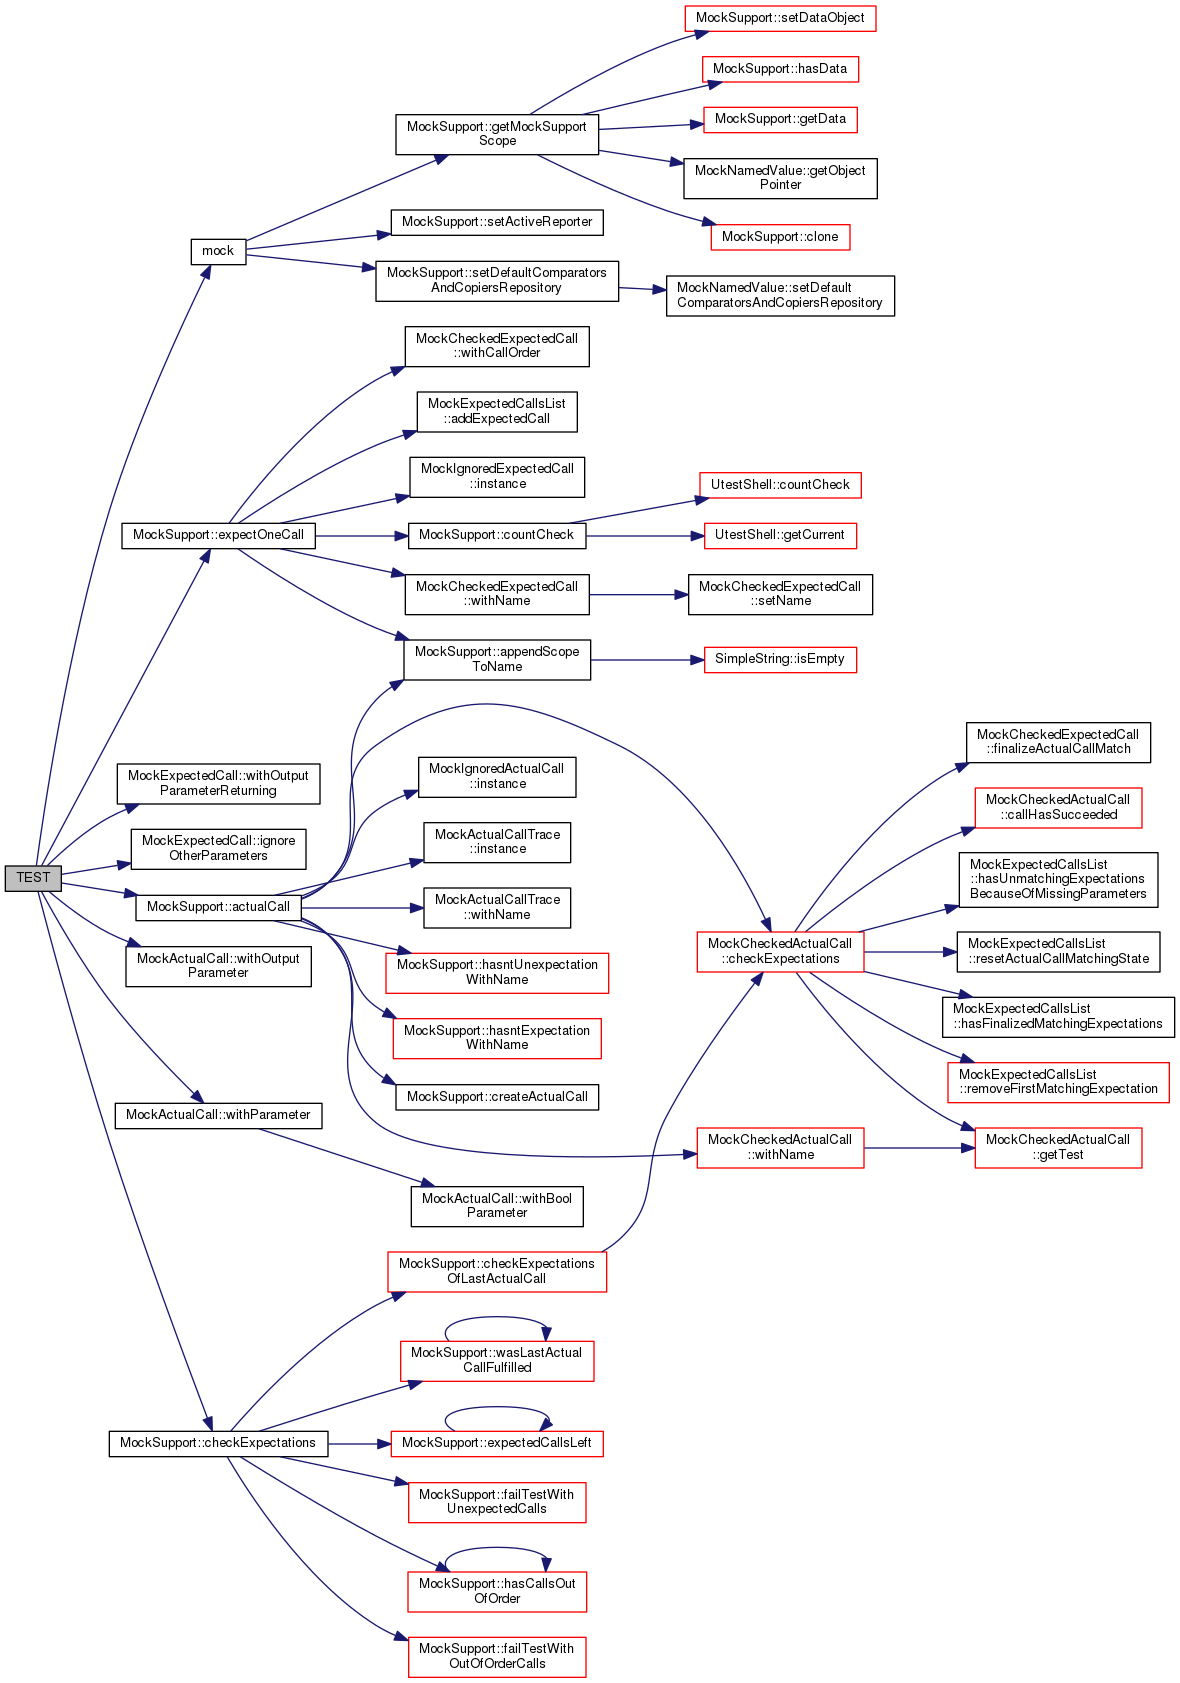 MockSupport::setDataObject
MockSupport::hasData
MockSupport::getMockSupport
Scope
MockSupport::getData
MockNamedValue::getObject
Pointer
MockSupport::setActiveReporter
MockSupport::clone
mock
MockSupport::setDefaultComparators
AndCopiersRepository
MockNamedValue::setDefault
ComparatorsAndCopiersRepository
MockCheckedExpectedCall
::withCallOrder
MockExpectedCallsList
::addExpectedCall
MockIgnoredExpectedCall
::instance
UtestShell::countCheck
MockSupport::expectOneCall
MockSupport::countCheck
UtestShell::getCurrent
MockCheckedExpectedCall
::withName
MockCheckedExpectedCall
::setName
MockSupport::appendScope
ToName
SimpleString::isEmpty
MockCheckedExpectedCall
::finalizeActualCallMatch
MockExpectedCall::withOutput
ParameterReturning
MockIgnoredActualCall
::instance
MockCheckedActualCall
::callHasSucceeded
MockExpectedCall::ignore
OtherParameters
MockActualCallTrace
::instance
MockExpectedCallsList
::hasUnmatchingExpectations
BecauseOfMissingParameters
TEST
MockSupport::actualCall
MockActualCallTrace
::withName
MockActualCall::withOutput
Parameter
MockSupport::hasntUnexpectation
WithName
MockCheckedActualCall
::checkExpectations
MockExpectedCallsList
::resetActualCallMatchingState
MockSupport::hasntExpectation
WithName
MockExpectedCallsList
::hasFinalizedMatchingExpectations
MockSupport::createActualCall
MockExpectedCallsList
::removeFirstMatchingExpectation
MockActualCall::withParameter
MockCheckedActualCall
::withName
MockCheckedActualCall
::getTest
MockActualCall::withBool
Parameter
MockSupport::checkExpectations
OfLastActualCall
MockSupport::wasLastActual
CallFulfilled
MockSupport::checkExpectations
MockSupport::expectedCallsLeft
MockSupport::failTestWith
UnexpectedCalls
MockSupport::hasCallsOut
OfOrder
MockSupport::failTestWith
OutOfOrderCalls